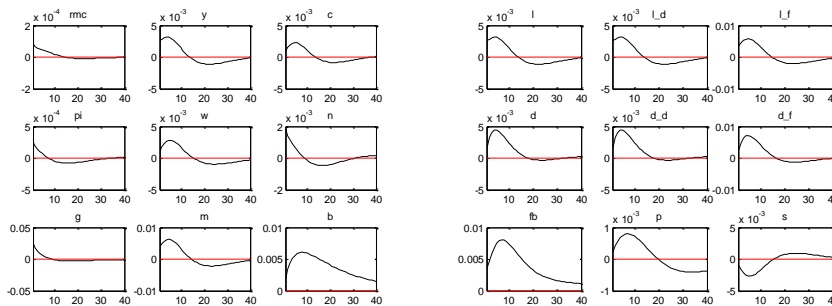 x 10⁻⁴ rmc x 10⁻³ y x 10⁻³ c x 10⁻³ l x 10⁻³ l_d l_f
2 5 5 5 5 0.01
0 0 0 0 0 0
-2 -5 -5 -5 -5 -0.01
10 20 30 40 10 20 30 40 10 20 30 40 10 20 30 40 10 20 30 40 10 20 30 40
x 10⁻⁴ pi x 10⁻³ w x 10⁻³ n x 10⁻³ d x 10⁻³ d_d d_f
5 5 2 5 5 0.01
0 0 0 0 0 0
-5 -5 -2 -5 -5 -0.01
10 20 30 40 10 20 30 40 10 20 30 40 10 20 30 40 10 20 30 40 10 20 30 40
g m b fb x 10⁻³ p x 10⁻³ s
0.05 0.01 0.01 0.01 1 5
0 0 0.005 0.005 0 0
-0.05 -0.01 0 0 -1 -5
10 20 30 40 10 20 30 40 10 20 30 40 10 20 30 40 10 20 30 40 10 20 30 40